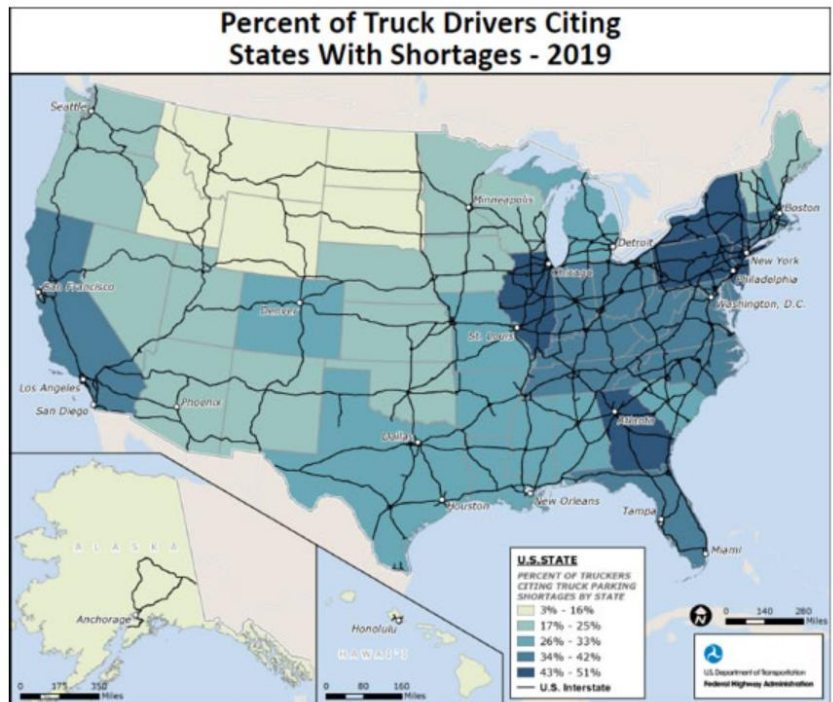 Percent of Truck Drivers Citing
States With Shortages - 2019
Seattle
Minneapolis
Boston
Detroit
New York
Chicago
Philadelphia
San Francisco
Denver
Washington, D.C.
St. Louis
Los Angeles
Phoenix
San Diego
Atlanta
Dallas
New Orleans
Houston
Tampa
Miami
ALASKA
Anchorage
0 175 350
Miles
Honolulu
HAWAI'I
0 80 160
Miles
U.S.STATE
PERCENT OF TRUCKERS
CITING TRUCK PARKING
SHORTAGES BY STATE
3% - 16%
17% - 25%
26% - 33%
34% - 42%
43% - 51%
U.S. Interstate
N
0 140 280
Miles
U.S. Department of Transportation
Federal Highway Administration